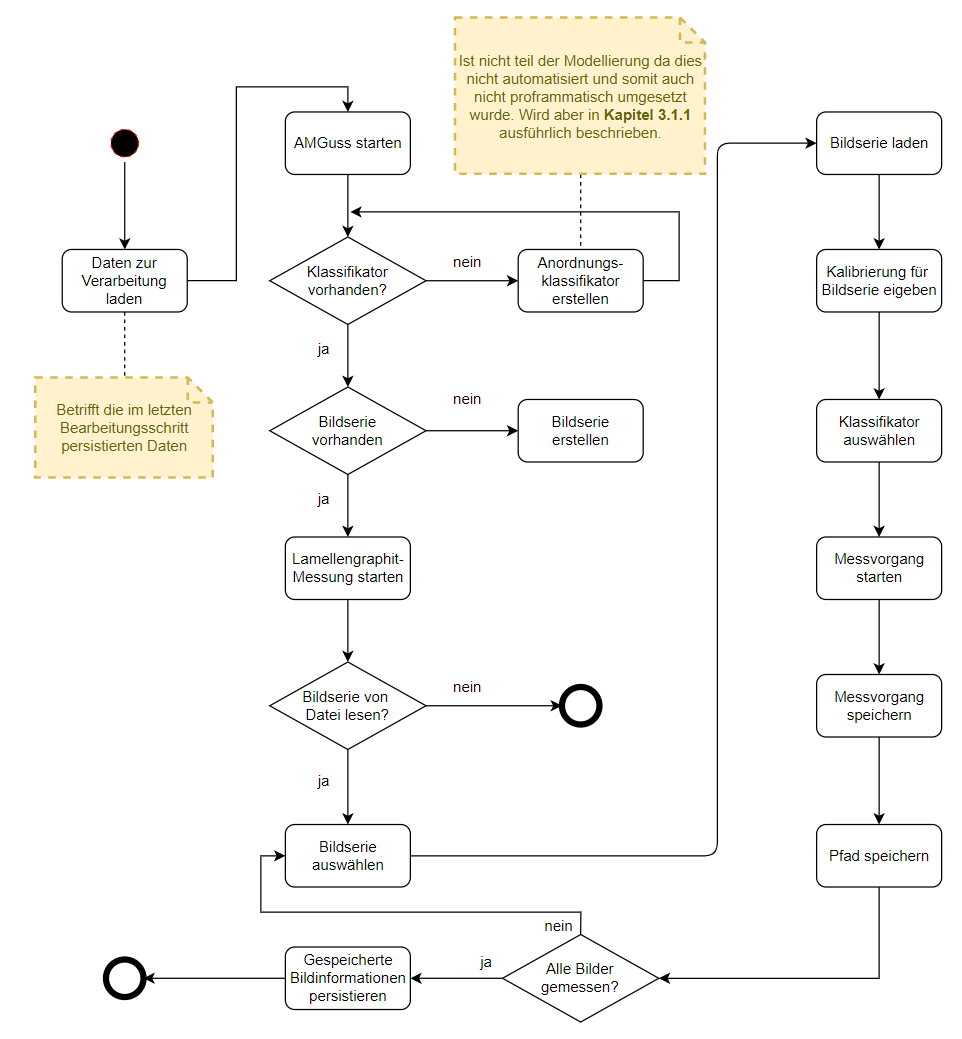 Ist nicht teil der Modellierung da dies
nicht automatisiert und somit auch
nicht proframmatisch umgesetzt
wurde. Wird aber in Kapitel 3.1.1
ausführlich beschrieben.
Daten zur
Verarbeitung
laden
Betrifft die im letzten
Bearbeitungsschritt
persistierten Daten
AMGuss starten
Klassifikator
vorhanden?
nein
Anordnungs-
klassifikator
erstellen
ja
Bildserie
vorhanden
nein
Bildserie
erstellen
ja
Lamellengraphit-
Messung starten
Bildserie von
Datei lesen?
nein
ja
Bildserie
auswählen
Bildserie laden
Kalibrierung für
Bildserie eigeben
Klassifikator
auswählen
Messvorgang
starten
Messvorgang
speichern
Pfad speichern
Alle Bilder
gemessen?
nein
ja
Gespeicherte
Bildinformationen
persistieren